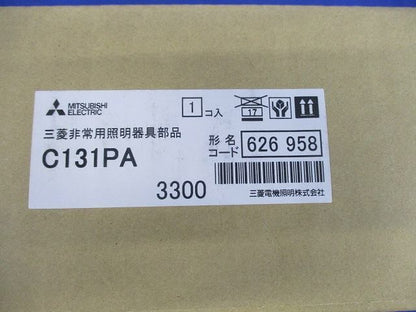 MITSUBISHI
ELECTRIC
1 コ入
17
三菱非常用照明器具部品
C131PA
形名
コード
626 958
3300
三菱電機照明株式会社